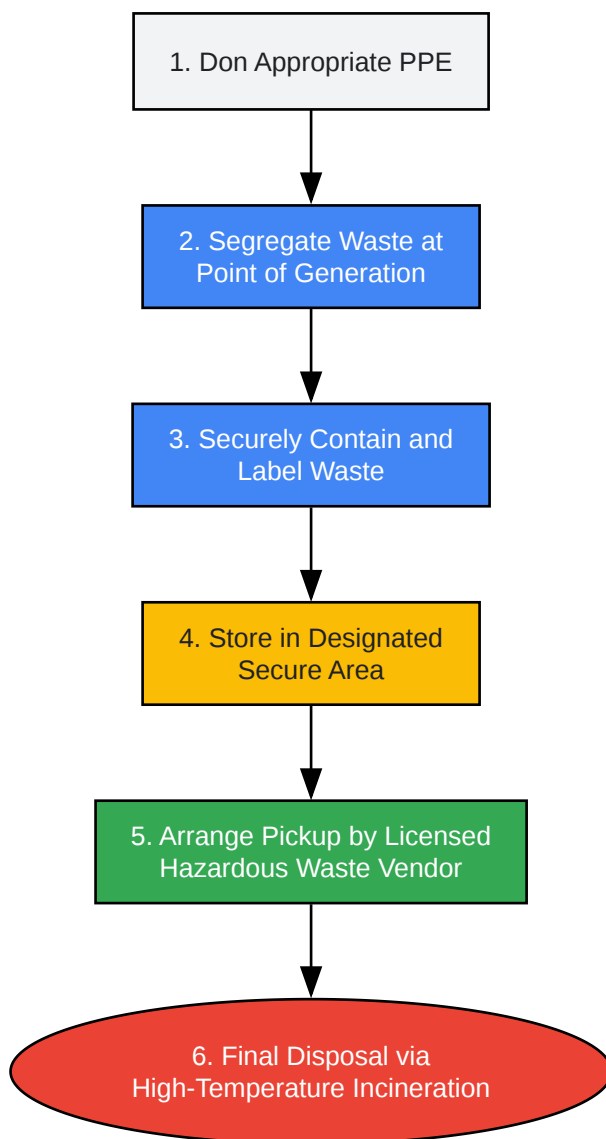 1. Don Appropriate PPE
2. Segregate Waste at
Point of Generation
3. Securely Contain and
Label Waste
4. Store in Designated
Secure Area
5. Arrange Pickup by Licensed
Hazardous Waste Vendor
6. Final Disposal via
High-Temperature Incineration